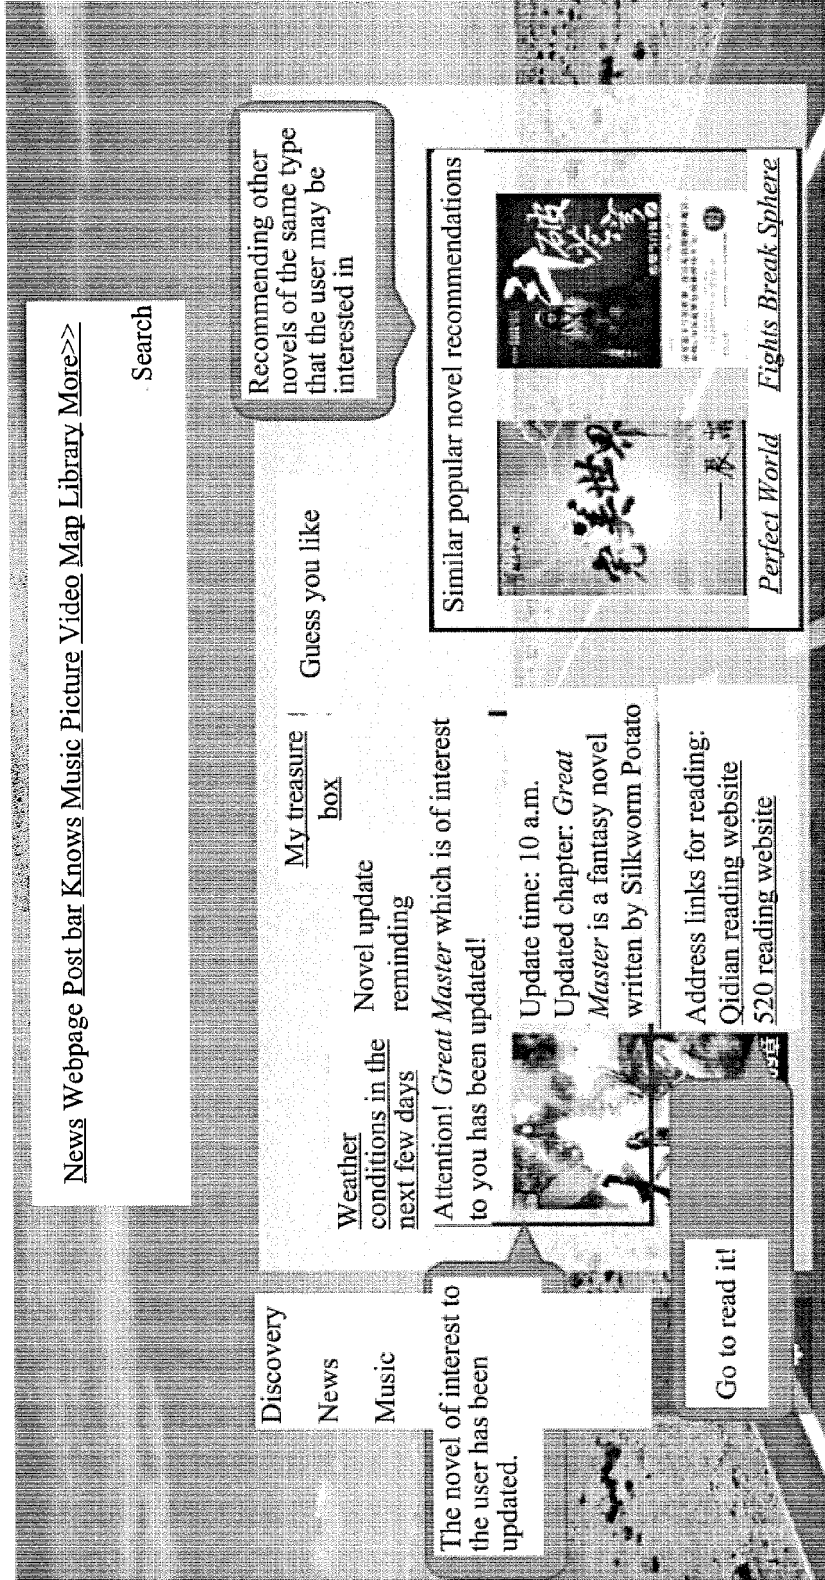 News Webpage Post bar Knows Music Picture Video Map Library More>>
Search
Discovery
News
Music
Weather
conditions in the
next few days
Novel update
reminding
My treasure
box
Guess you like
Recommending other
novels of the same type
that the user may be
interested in
The novel of interest to
the user has been
updated.
Attention! Great Master which is of interest
to you has been updated!
Update time: 10 a.m.
Updated chapter: Great
Master is a fantasy novel
written by Silkworm Potato
Address links for reading:
Qidian reading website
520 reading website
Go to read it!
Similar popular novel recommendations
完美世界
Perfect World
Fights Break Sphere